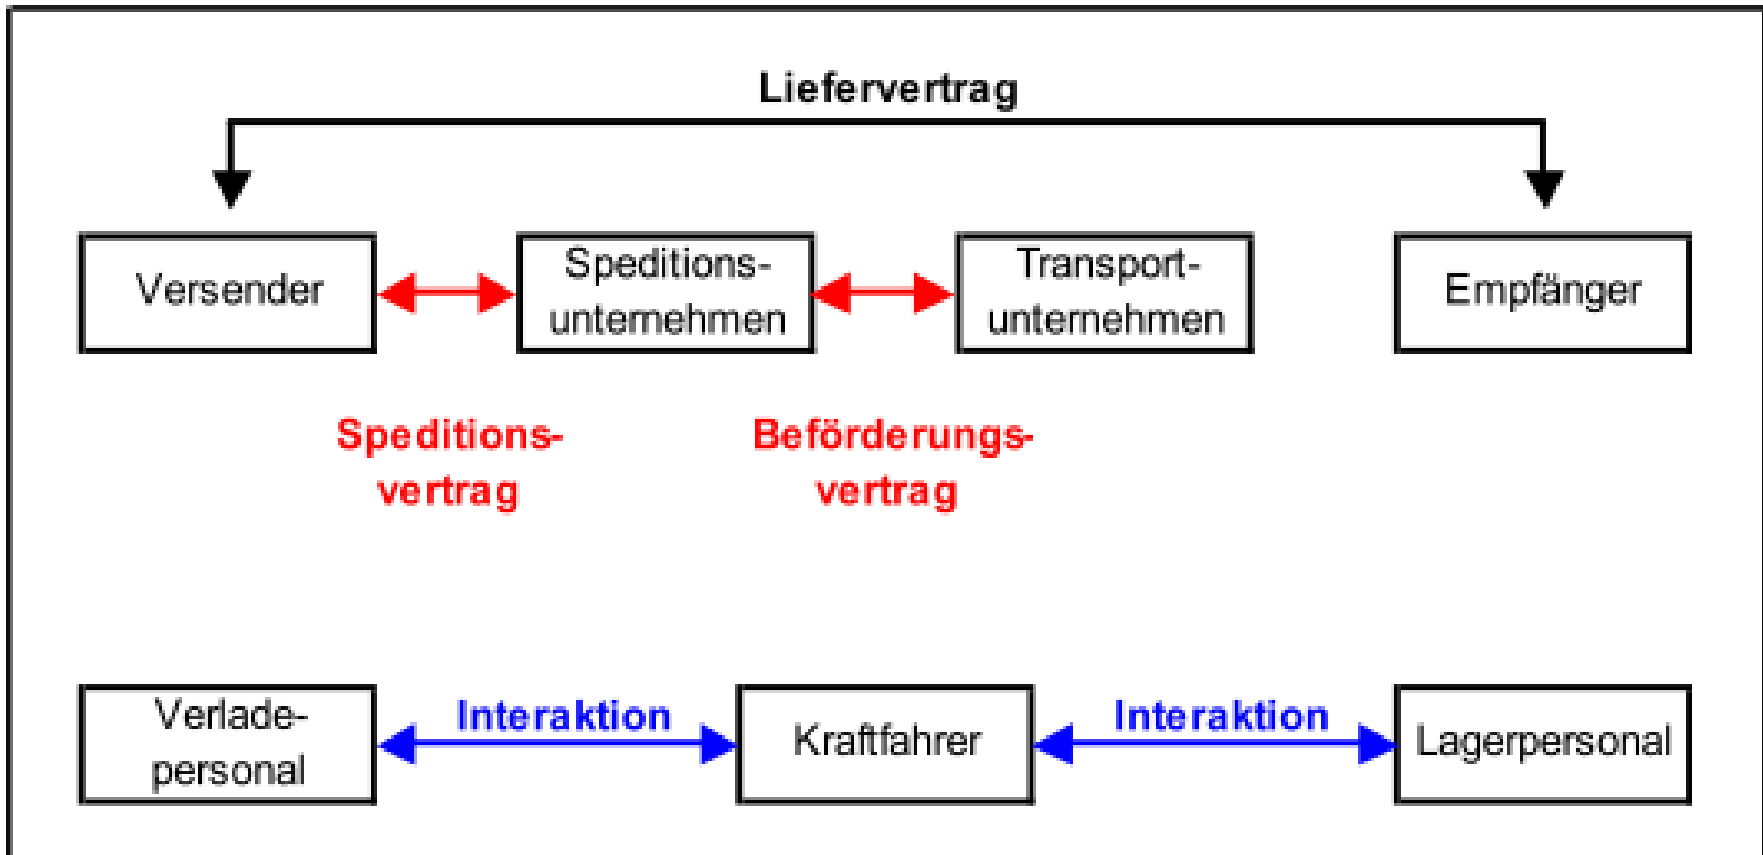 Liefervertrag
Versender
Speditions-
unternehmen
Transport-
unternehmen
Empfänger
Speditions-
vertrag
Beförderungs-
vertrag
Verlade-
personal
Interaktion
Kraftfahrer
Interaktion
Lagerpersonal